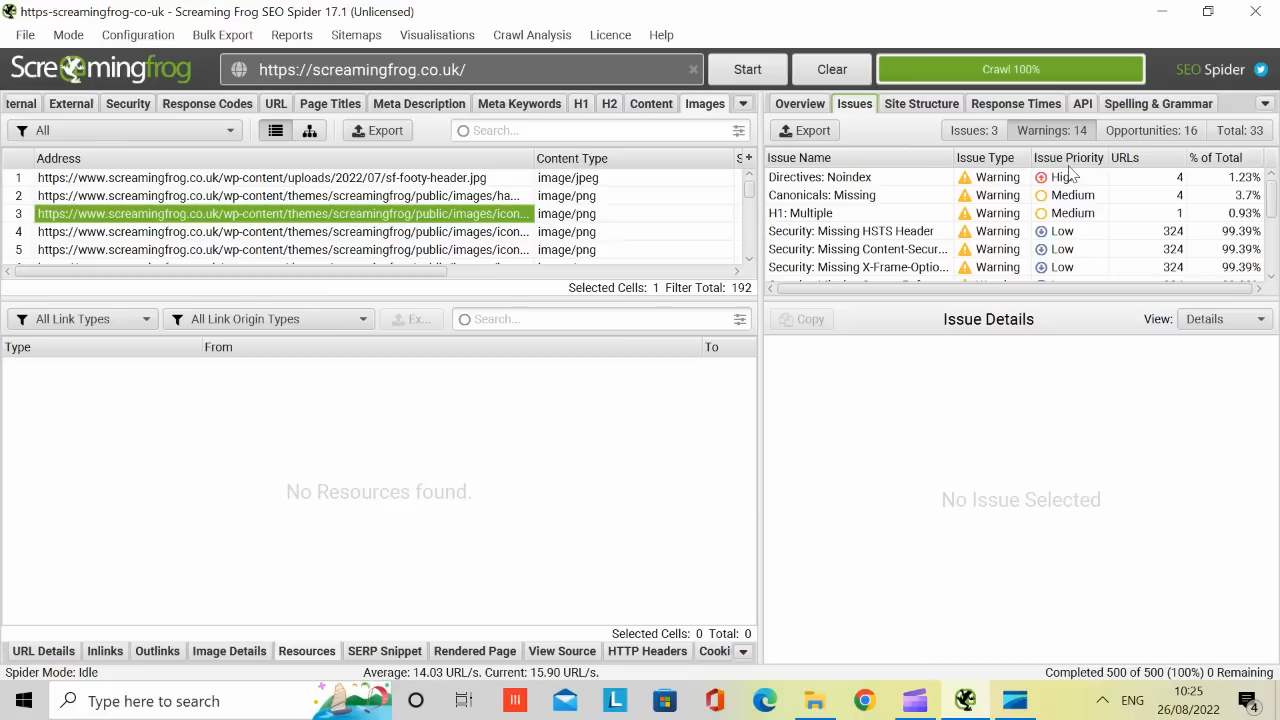 https-screamingfrog-co-uk - Screaming Frog SEO Spider 17.1 (Unlicensed)
File Mode Configuration Bulk Export Reports Sitemaps Visualisations Crawl Analysis Licence Help
Screamingfrog https://screamingfrog.co.uk/ Start Clear Crawl 100% SEO Spider
ternal External Security Response Codes URL Page Titles Meta Description Meta Keywords H1 H2 Content Images
Overview Issues Site Structure Response Times API Spelling & Grammar
All Export Search...
Export Issues: 3 Warnings: 14 Opportunities: 16 Total: 33
Address Content Type S
1 https://www.screamingfrog.co.uk/wp-content/uploads/2022/07/sf-footy-header.jpg image/jpeg
2 https://www.screamingfrog.co.uk/wp-content/themes/screamingfrog/public/images/ha... image/png
3 https://www.screamingfrog.co.uk/wp-content/themes/screamingfrog/public/images/icon... image/png
4 https://www.screamingfrog.co.uk/wp-content/themes/screamingfrog/public/images/icon... image/png
5 https://www.screamingfrog.co.uk/wp-content/themes/screamingfrog/public/images/icon... image/png
Selected Cells: 1 Filter Total: 192
Issue Name Issue Type Issue Priority URLs % of Total
Directives: Noindex Warning High 4 1.23%
Canonicals: Missing Warning Medium 4 3.7%
H1: Multiple Warning Medium 1 0.93%
Security: Missing HSTS Header Warning Low 324 99.39%
Security: Missing Content-Secur... Warning Low 324 99.39%
Security: Missing X-Frame-Optio... Warning Low 324 99.39%
All Link Types All Link Origin Types Ex... Search...
Type From To
No Resources found.
Selected Cells: 0 Total: 0
Copy Issue Details View: Details
No Issue Selected
URL Details Inlinks Outlinks Image Details Resources SERP Snippet Rendered Page View Source HTTP Headers Cooki
Spider Mode: Idle Average: 14.03 URL/s. Current: 15.90 URL/s. Completed 500 of 500 (100%) 0 Remaining
Type here to search
L
ENG
10:25
26/08/2022
4